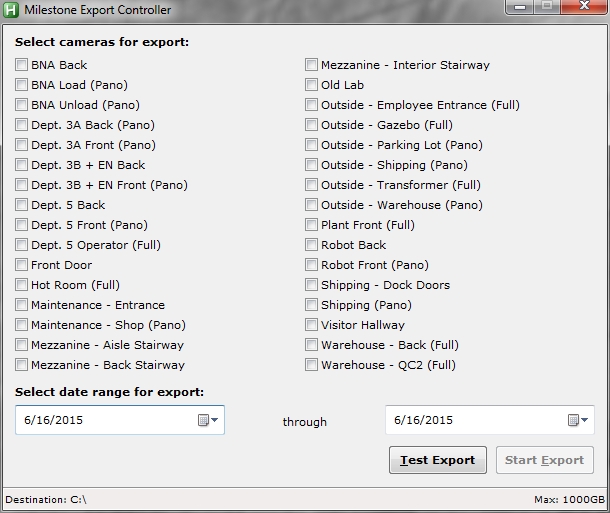 Milestone Export Controller
Select cameras for export:
BNA Back
BNA Load (Pano)
BNA Unload (Pano)
Dept. 3A Back (Pano)
Dept. 3A Front (Pano)
Dept. 3B + EN Back
Dept. 3B + EN Front (Pano)
Dept. 5 Back
Dept. 5 Front (Pano)
Dept. 5 Operator (Full)
Front Door
Hot Room (Full)
Maintenance - Entrance
Maintenance - Shop (Pano)
Mezzanine - Aisle Stairway
Mezzanine - Back Stairway
Mezzanine - Interior Stairway
Old Lab
Outside - Employee Entrance (Full)
Outside - Gazebo (Full)
Outside - Parking Lot (Pano)
Outside - Shipping (Pano)
Outside - Transformer (Full)
Outside - Warehouse (Pano)
Plant Front (Full)
Robot Back
Robot Front (Pano)
Shipping - Dock Doors
Shipping (Pano)
Visitor Hallway
Warehouse - Back (Full)
Warehouse - QC2 (Full)
Select date range for export:
6/16/2015 through 6/16/2015
Test Export Start Export
Destination: C:\ Max: 1000GB